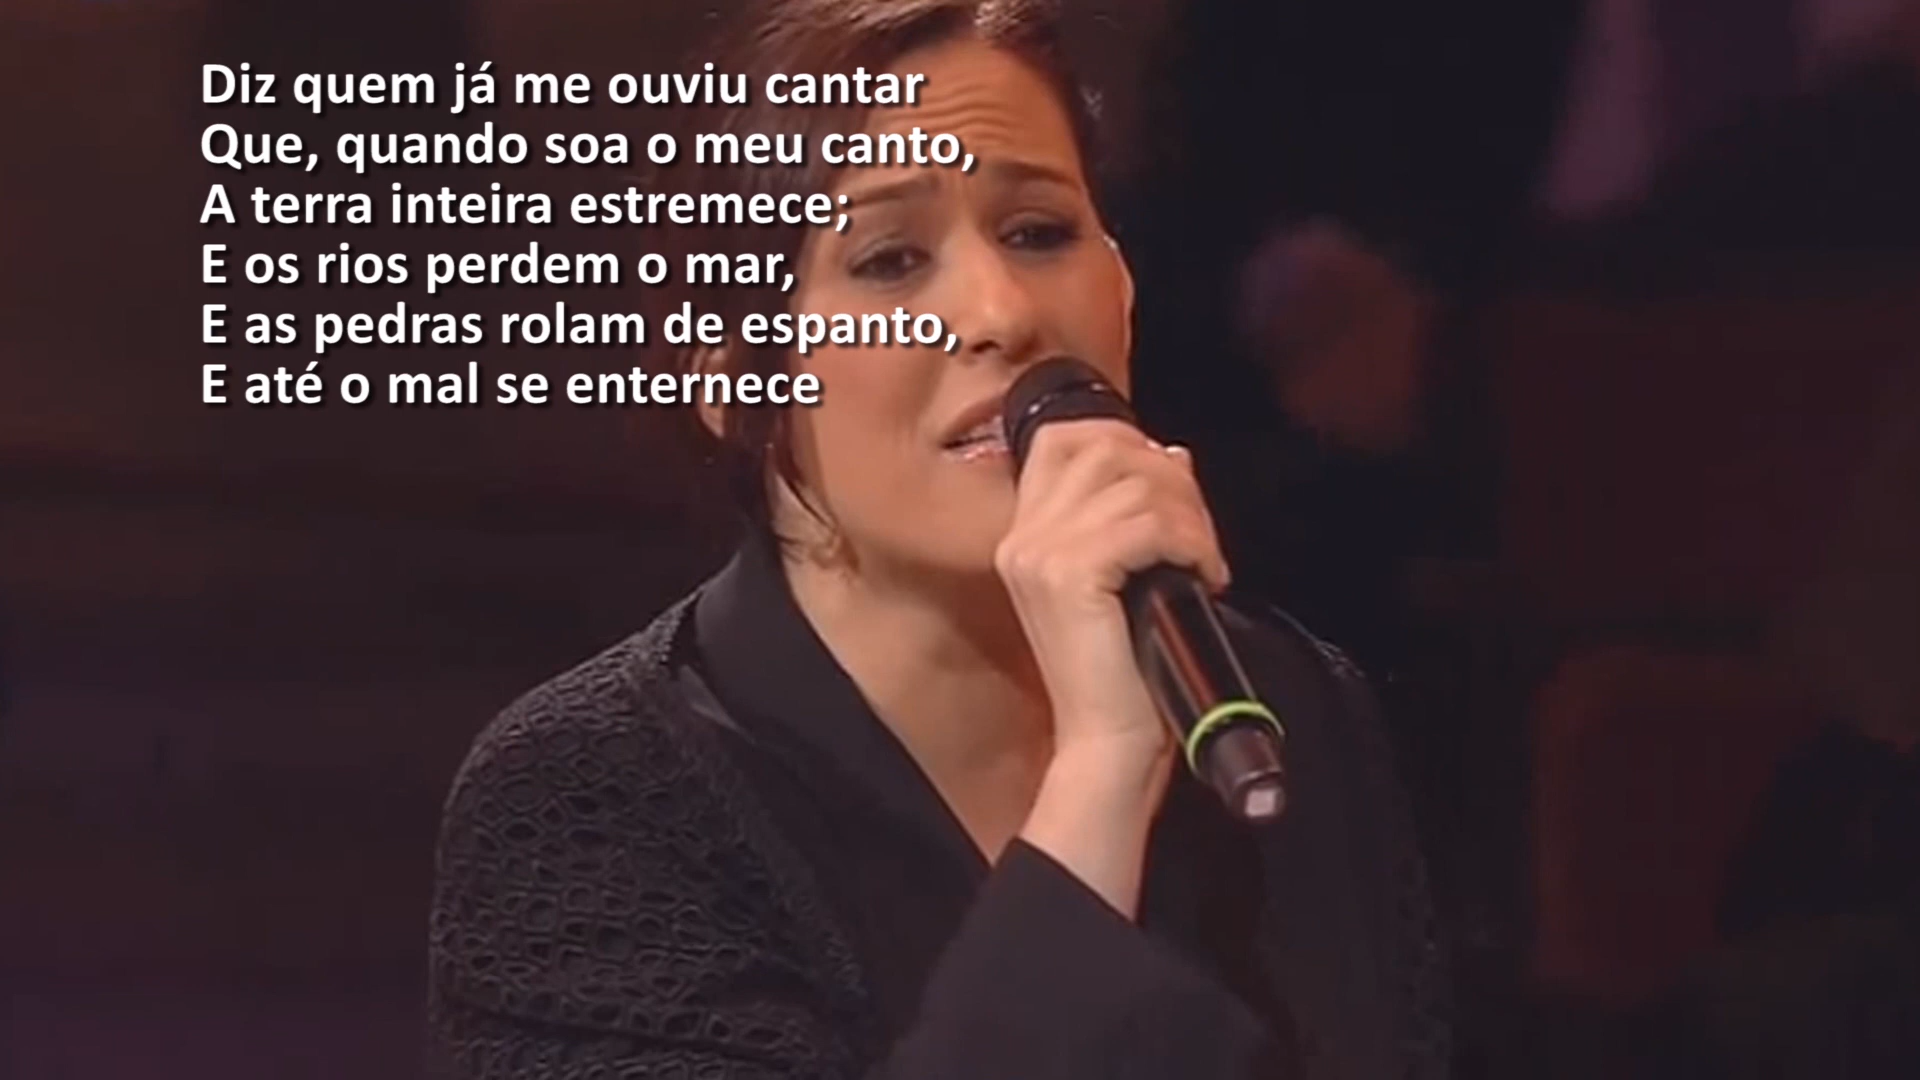 Diz quem já me ouviu cantar
Que, quando soa o meu canto,
A terra inteira estremece;
E os rios perdem o mar,
E as pedras rolam de espanto,
E até o mal se enternece